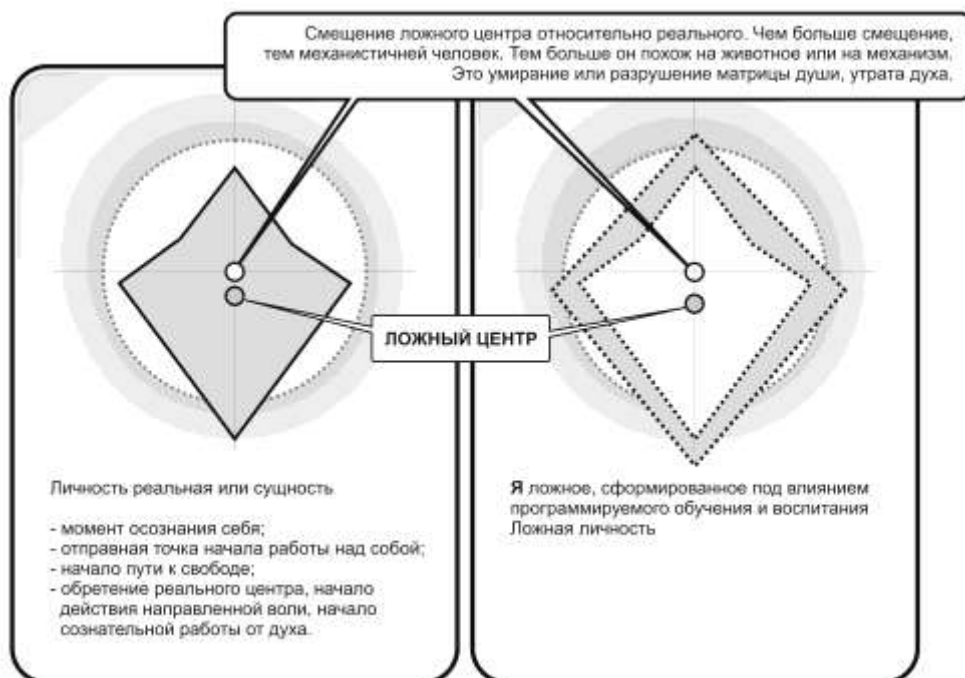 Смещение ложного центра относительно реального. Чем больше смещение,
тем механистичней человек. Тем больше он похож на животное или на механизм.
Это умирание или разрушение матрицы души, утрата духа.
ЛОЖНЫЙ ЦЕНТР
Личность реальная или сущность
- момент осознания себя;
- отправная точка начала работы над собой;
- начало пути к свободе;
- обретение реального центра, начало
действия направленной воли, начало
сознательной работы от духа.
Я ложное, сформированное под влиянием
программируемого обучения и воспитания
Ложная личность